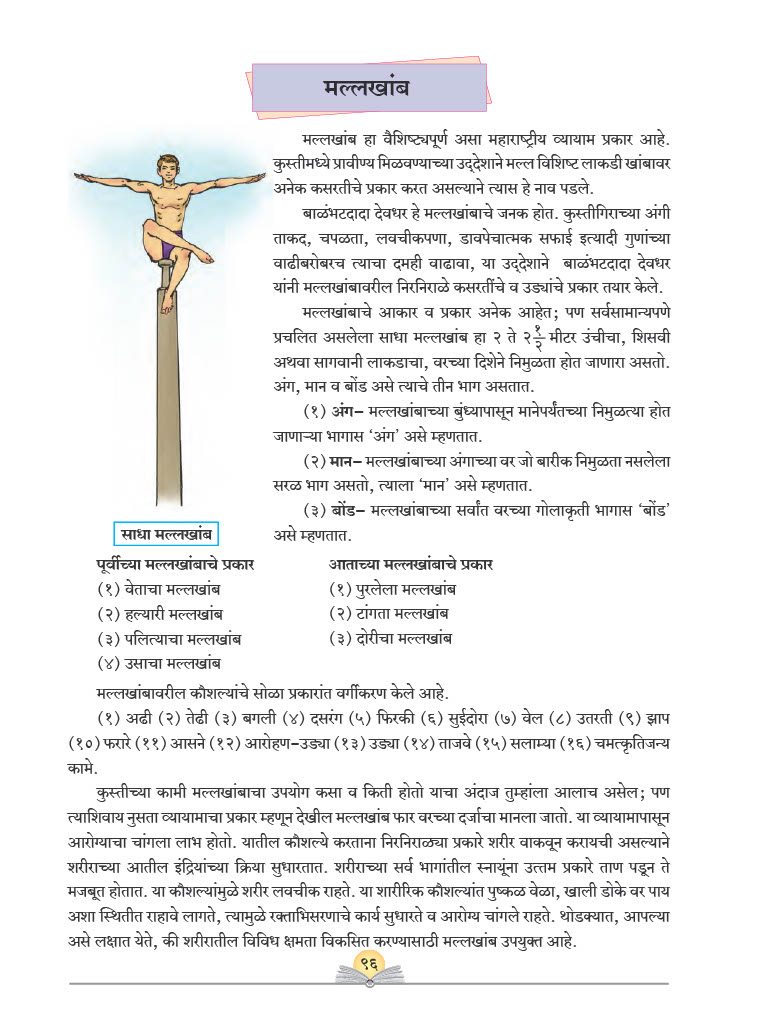 मल्लखांब
मल्लखांब हा वैशिष्ट्यपूर्ण असा महाराष्ट्रीय व्यायाम प्रकार आहे.
कुस्तीमध्ये प्रावीण्य मिळवण्याच्या उद्‌देशाने मल्ल विशिष्ट लाकडी खांबावर
अनेक कसरतीचे प्रकार करत असल्याने त्यास हे नाव पडले.
बाळंभटदादा देवधर हे मल्लखांबाचे जनक होत. कुस्तीगिराच्या अंगी
ताकद, चपळता, लवचीकपणा, डावपेचात्मक सफाई इत्यादी गुणांच्या
वाढीबरोबरच त्याचा दमही वाढावा, या उद्‌देशाने बाळंभटदादा देवधर
यांनी मल्लखांबावरील निरनिराळे कसरतींचे व उड्यांचे प्रकार तयार केले.
मल्लखांबाचे आकार व प्रकार अनेक आहेत; पण सर्वसामान्यपणे
प्रचलित असलेला साधा मल्लखांब हा २ ते २ १/२ मीटर उंचीचा, शिसवी
अथवा सागवानी लाकडाचा, वरच्या दिशेने निमुळता होत जाणारा असतो.
अंग, मान व बोंड असे त्याचे तीन भाग असतात.
(१) अंग– मल्लखांबाच्या बुंध्यापासून मानेपर्यंतच्या निमुळत्या होत
जाणाऱ्या भागास ‘अंग’ असे म्हणतात.
(२) मान– मल्लखांबाच्या अंगाच्या वर जो बारीक निमुळता नसलेला
सरळ भाग असतो, त्याला ‘मान’ असे म्हणतात.
(३) बोंड– मल्लखांबाच्या सर्वांत वरच्या गोलाकृती भागास ‘बोंड’
असे म्हणतात.
साधा मल्लखांब
पूर्वीच्या मल्लखांबाचे प्रकार
(१) वेताचा मल्लखांब
(२) हत्यारी मल्लखांब
(३) पलित्याचा मल्लखांब
(४) उसाचा मल्लखांब
आताच्या मल्लखांबाचे प्रकार
(१) पुरलेला मल्लखांब
(२) टांगता मल्लखांब
(३) दोरीचा मल्लखांब
मल्लखांबावरील कौशल्यांचे सोळा प्रकारांत वर्गीकरण केले आहे.
(१) अढी (२) तेढी (३) बगली (४) दसरंग (५) फिरकी (६) सुईदोरा (७) वेल (८) उतरती (९) झाप
(१०) फरारे (११) आसने (१२) आरोहण–उड्या (१३) उड्या (१४) ताजवे (१५) सलाम्या (१६) चमत्कृतिजन्य
कामे.
कुस्तीच्या कामी मल्लखांबाचा उपयोग कसा व किती होतो याचा अंदाज तुम्हांला आलाच असेल; पण
त्याशिवाय नुसता व्यायामाचा प्रकार म्हणून देखील मल्लखांब फार वरच्या दर्जाचा मानला जातो. या व्यायामापासून
आरोग्याचा चांगला लाभ होतो. यातील कौशल्ये करताना निरनिराळ्या प्रकारे शरीर वाकवून करायची असल्याने
शरीराच्या आतील इंद्रियांच्या क्रिया सुधारतात. शरीराच्या सर्व भागांतील स्नायूंना उत्तम प्रकारे ताण पडून ते
मजबूत होतात. या कौशल्यांमुळे शरीर लवचीक राहते. या शारीरिक कौशल्यांत पुष्कळ वेळा, खाली डोके वर पाय
अशा स्थितीत राहावे लागते, त्यामुळे रक्ताभिसरणाचे कार्य सुधारते व आरोग्य चांगले राहते. थोडक्यात, आपल्या
असे लक्षात येते, की शरीरातील विविध क्षमता विकसित करण्यासाठी मल्लखांब उपयुक्त आहे.
९६